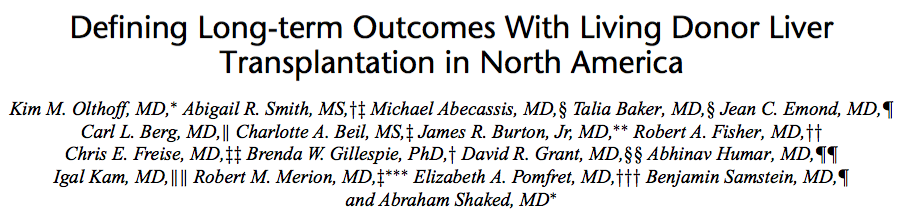 Defining Long-term Outcomes With Living Donor Liver
Transplantation in North America
Kim M. Olthoff, MD,* Abigail R. Smith, MS,†‡ Michael Abecassis, MD,§ Talia Baker, MD,§ Jean C. Emond, MD,¶
Carl L. Berg, MD,∥ Charlotte A. Beil, MS,‡ James R. Burton, Jr, MD,** Robert A. Fisher, MD,††
Chris E. Freise, MD,‡‡ Brenda W. Gillespie, PhD,† David R. Grant, MD,§§ Abhinav Humar, MD,¶¶
Igal Kam, MD,∥∥ Robert M. Merion, MD,‡*** Elizabeth A. Pomfret, MD,††† Benjamin Samstein, MD,¶
and Abraham Shaked, MD*